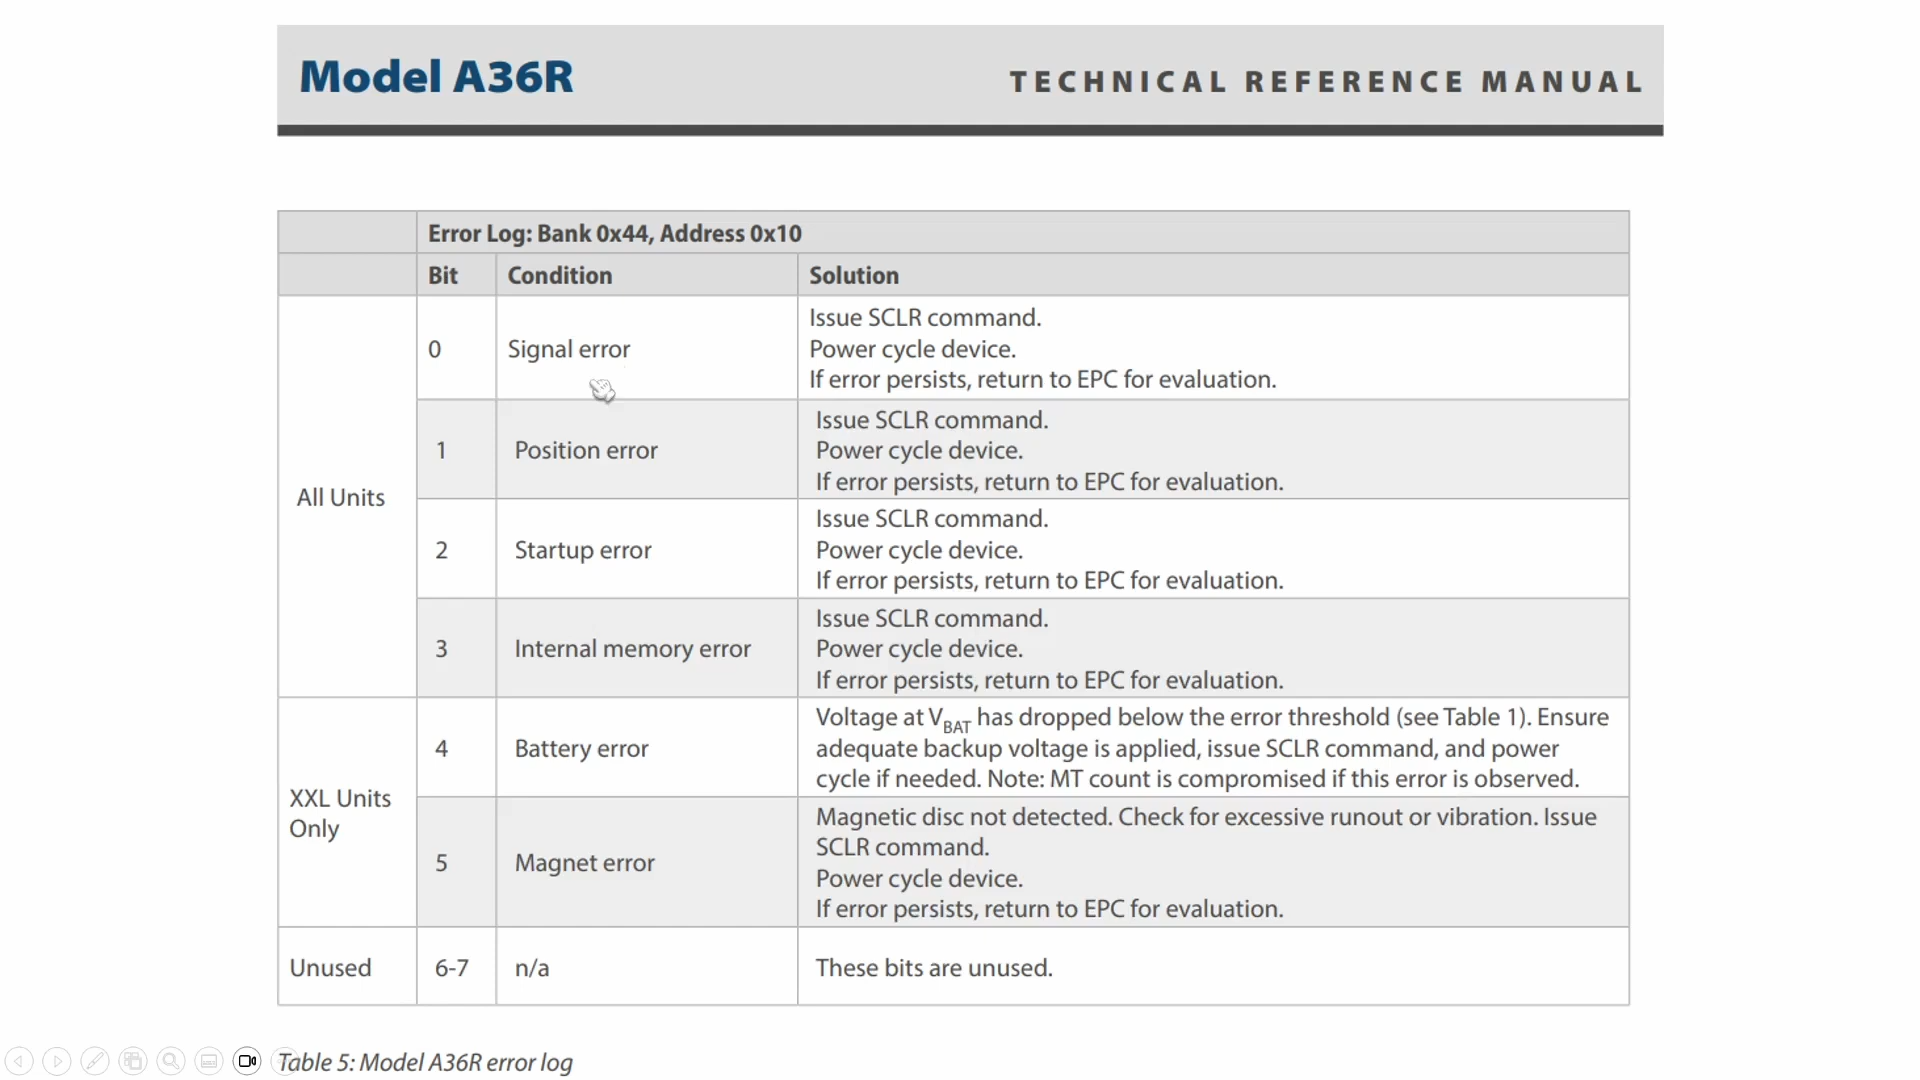 Model A36R
TECHNICAL REFERENCE MANUAL
Error Log: Bank 0x44, Address 0x10
Bit Condition Solution
All Units
0 Signal error
Issue SCLR command.
Power cycle device.
If error persists, return to EPC for evaluation.
1 Position error
Issue SCLR command.
Power cycle device.
If error persists, return to EPC for evaluation.
2 Startup error
Issue SCLR command.
Power cycle device.
If error persists, return to EPC for evaluation.
3 Internal memory error
Issue SCLR command.
Power cycle device.
If error persists, return to EPC for evaluation.
XXL Units
Only
4 Battery error
Voltage at VBAT has dropped below the error threshold (see Table 1). Ensure
adequate backup voltage is applied, issue SCLR command, and power
cycle if needed. Note: MT count is compromised if this error is observed.
5 Magnet error
Magnetic disc not detected. Check for excessive runout or vibration. Issue
SCLR command.
Power cycle device.
If error persists, return to EPC for evaluation.
Unused 6-7 n/a These bits are unused.
Table 5: Model A36R error log